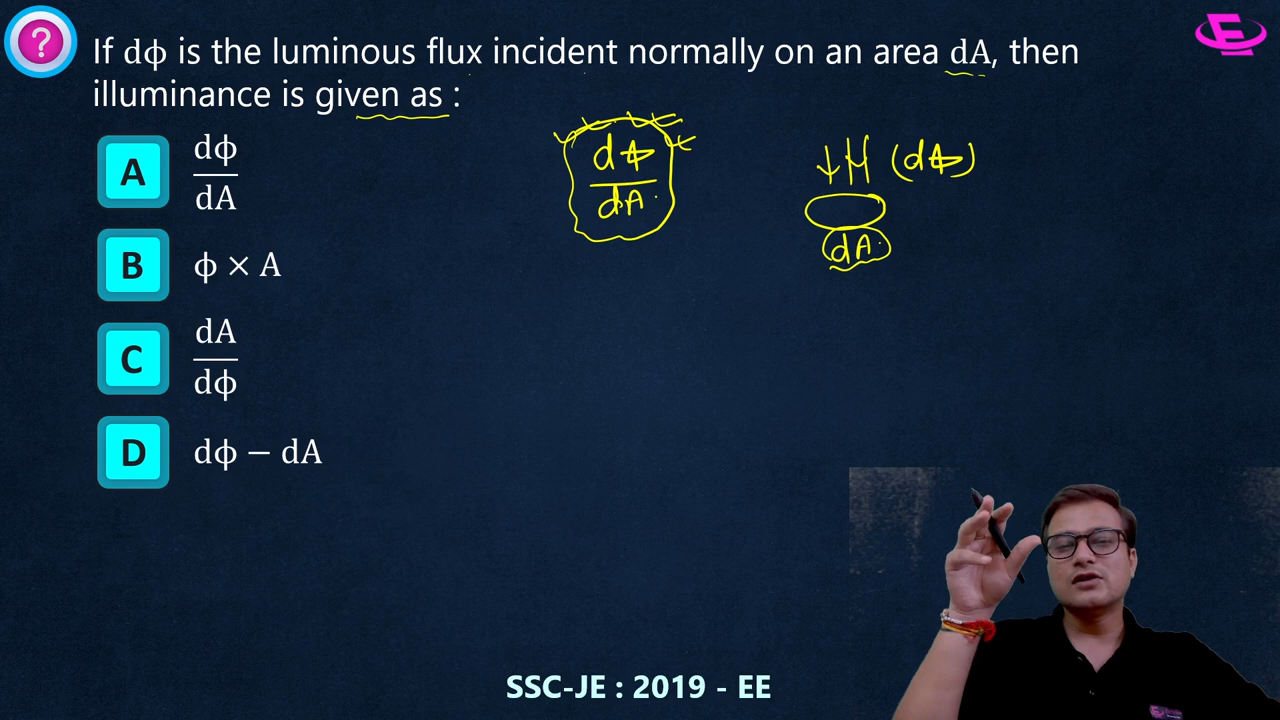 ?
If dϕ is the luminous flux incident normally on an area dA, then
illuminance is given as :
A dϕ/dA
B ϕ × A
C dA/dϕ
D dϕ − dA
dϕ/dA
(dϕ)
dA
SSC-JE : 2019 - EE